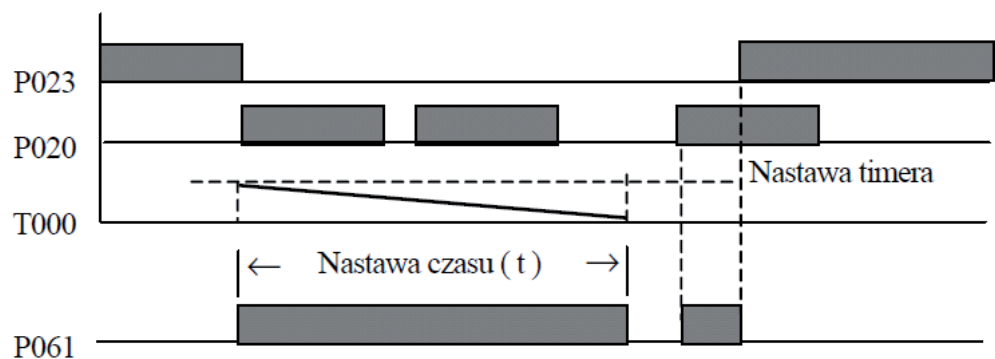 P023
P020
Nastawa timera
T000
← Nastawa czasu ( t ) →
P061